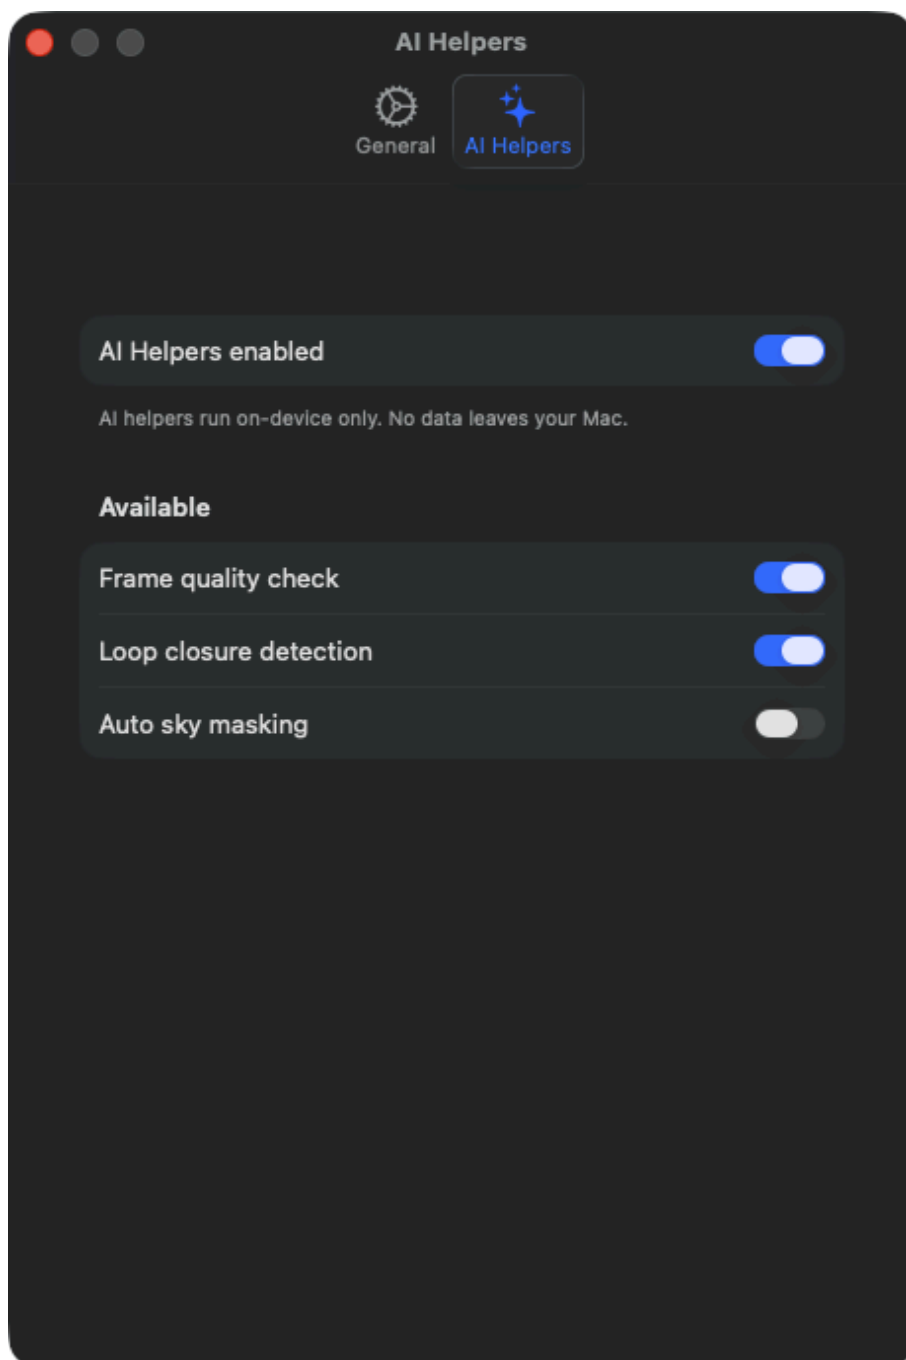 AI Helpers
General
AI Helpers
AI Helpers enabled
AI helpers run on-device only. No data leaves your Mac.
Available
Frame quality check
Loop closure detection
Auto sky masking